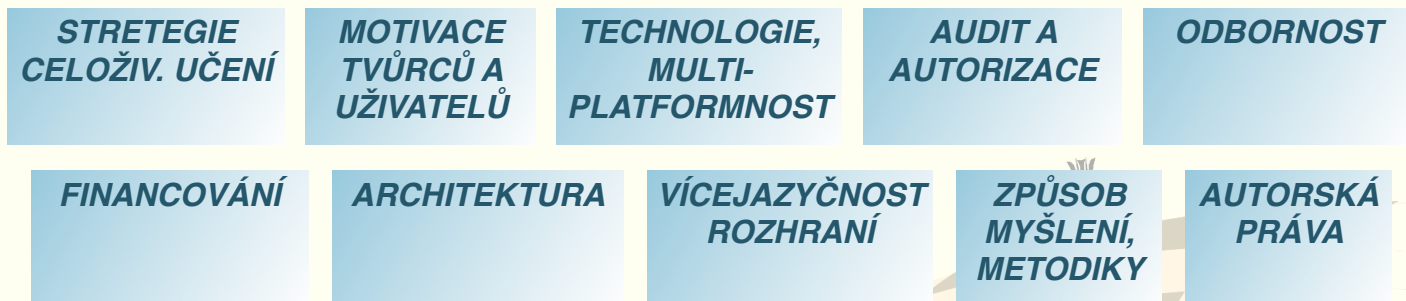 STRETEGIE
CELOŽIV. UČENÍ
MOTIVACE
TVŮRCŮ A
UŽIVATELŮ
TECHNOLOGIE,
MULTI-
PLATFORMNOST
AUDIT A
AUTORIZACE
ODBORNOST
FINANCOVÁNÍ
ARCHITEKTURA
VÍCEJAZYČNOST
ROZHRANÍ
ZPŮSOB
MYŠLENÍ,
METODIKY
AUTORSKÁ
PRÁVA